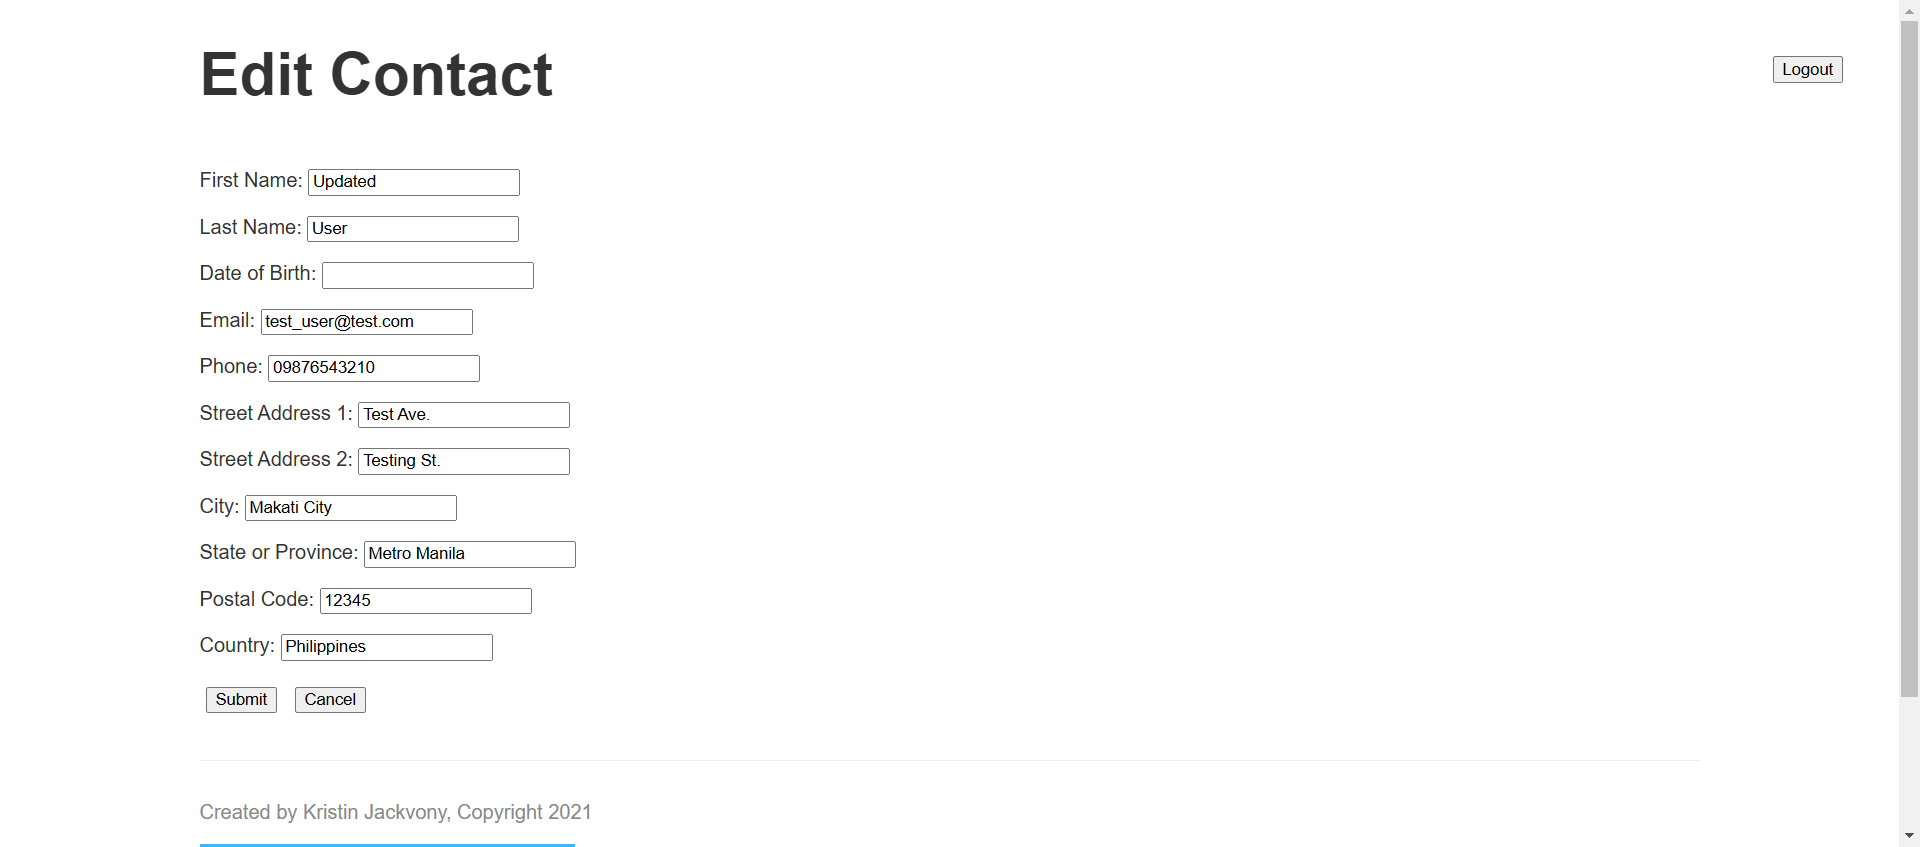 Edit Contact
Logout
First Name: Updated
Last Name: User
Date of Birth:
Email: test_user@test.com
Phone: 09876543210
Street Address 1: Test Ave.
Street Address 2: Testing St.
City: Makati City
State or Province: Metro Manila
Postal Code: 12345
Country: Philippines
Submit Cancel
Created by Kristin Jackvony, Copyright 2021